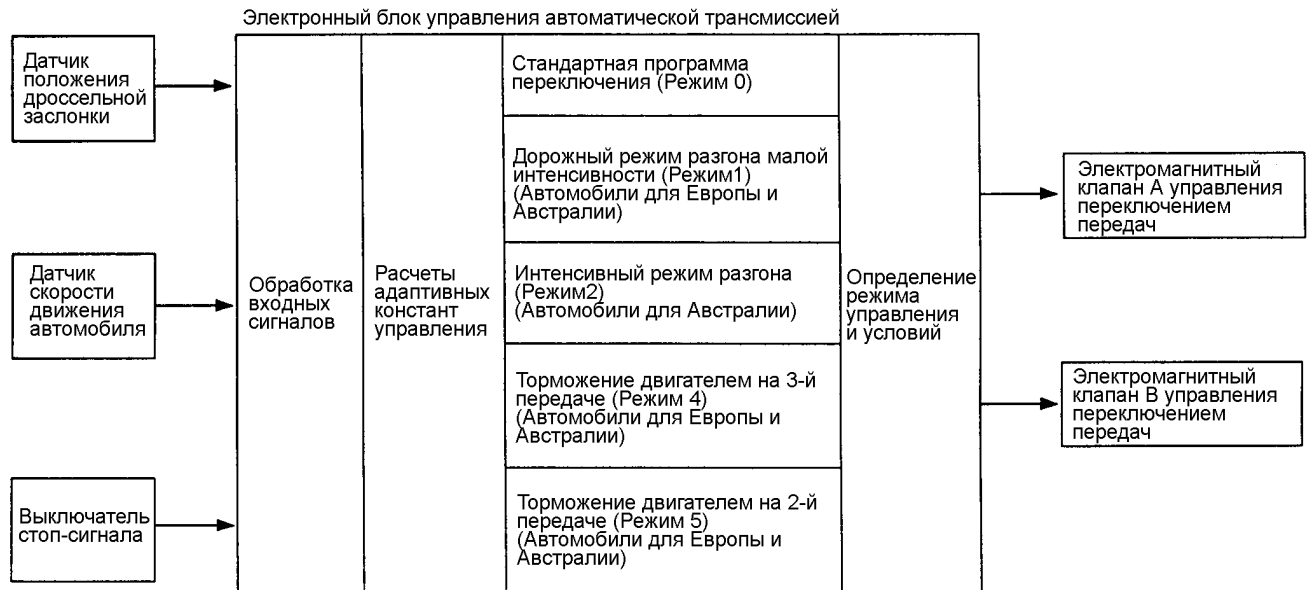 Электронный блок управления автоматической трансмиссией
Датчик
положения
дроссельной
заслонки
Датчик
скорости
движения
автомобиля
Выключатель
стоп-сигнала
Обработка
входных
сигналов
Расчеты
адаптивных
констант
управления
Стандартная программа
переключения (Режим 0)
Дорожный режим разгона малой
интенсивности (Режим1)
(Автомобили для Европы и
Австралии)
Интенсивный режим разгона
(Режим2)
(Автомобили для Австралии)
Торможение двигателем на 3-й
передаче (Режим 4)
(Автомобили для Европы и
Австралии)
Торможение двигателем на 2-й
передаче (Режим 5)
(Автомобили для Европы и
Австралии)
Определение
режима
управления
и условий
Электромагнитный
клапан А управления
переключением
передач
Электромагнитный
клапан В управления
переключением
передач